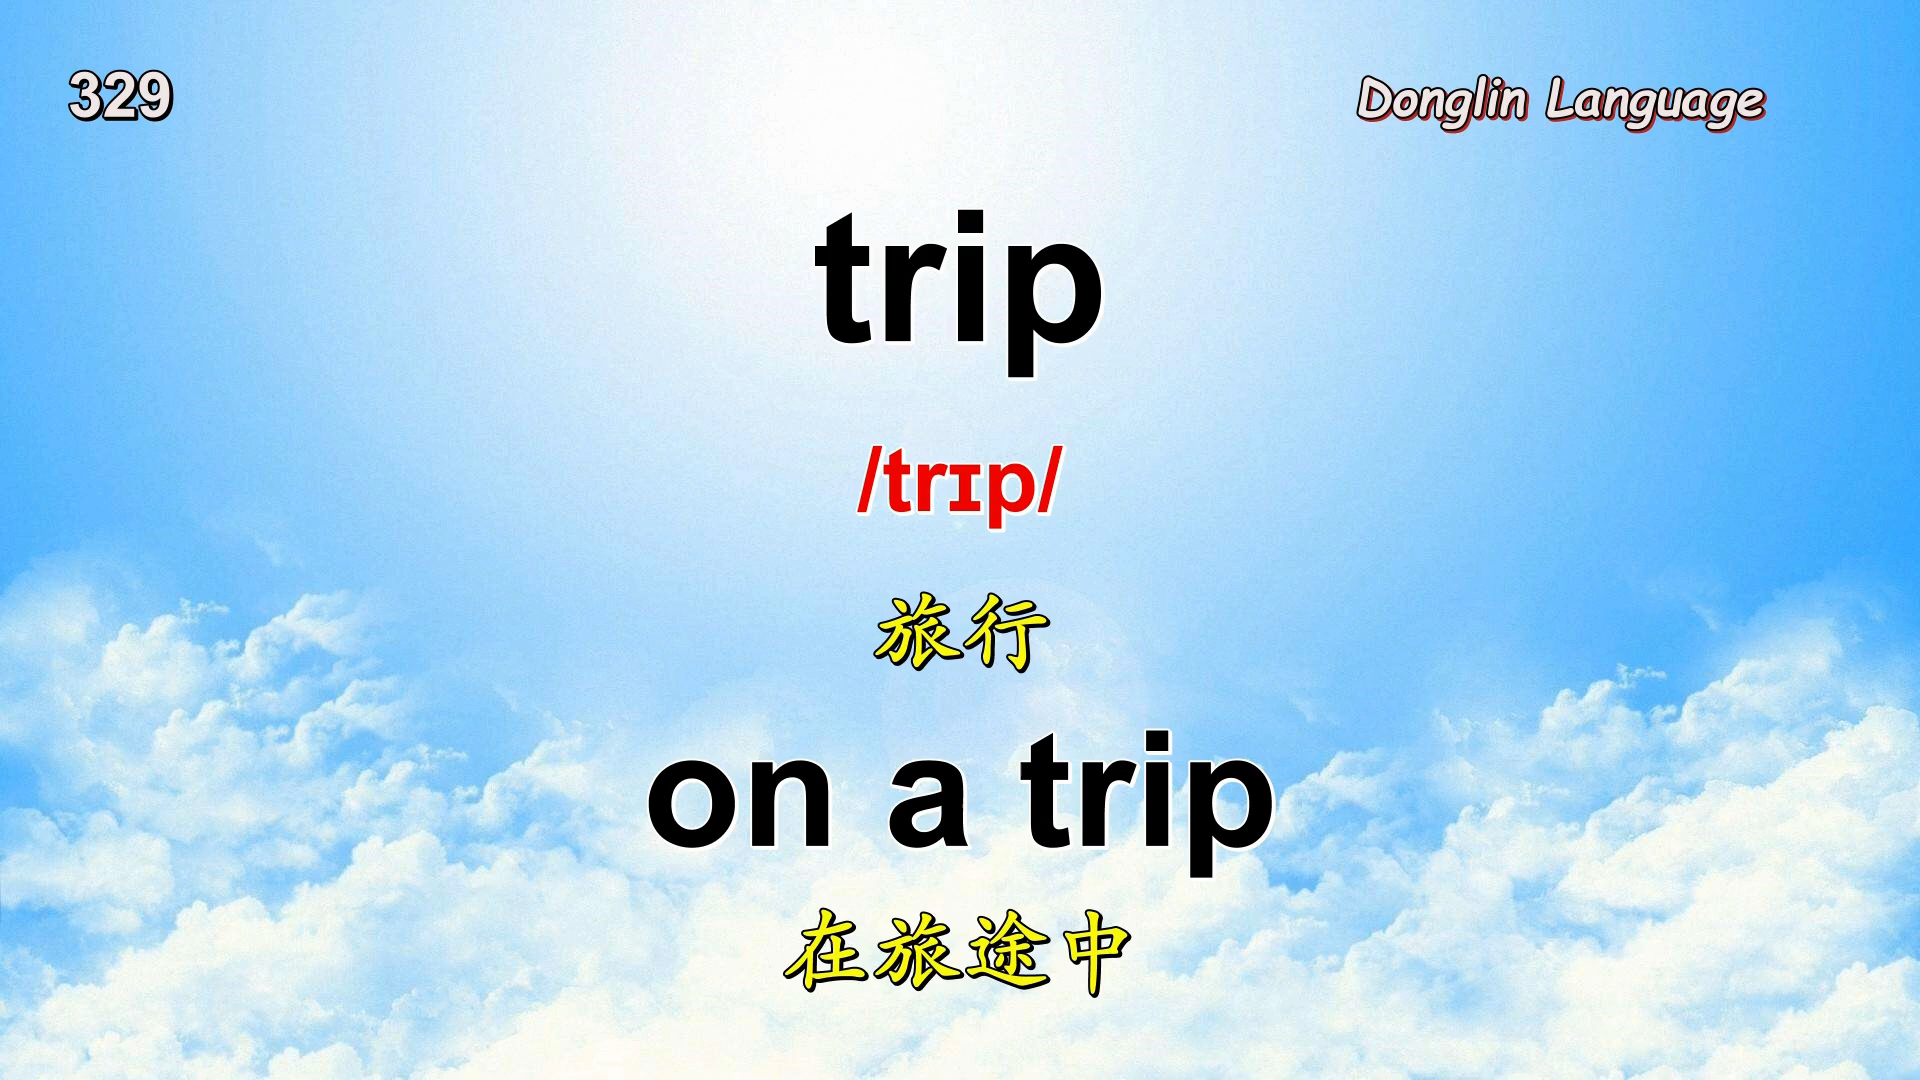 329
Donglin Language
trip
/trɪp/
旅行
on a trip
在旅途中